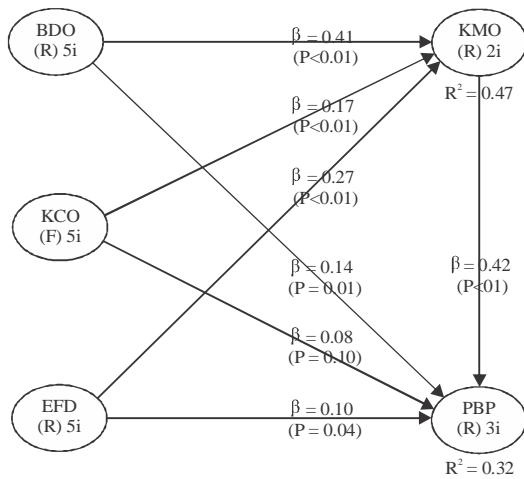 BDO
(R) 5i
β = 0.41
(P<0.01)
KMO
(R) 2i
R² = 0.47
β = 0.17
(P<0.01)
β = 0.27
(P<0.01)
KCO
(F) 5i
β = 0.14
(P = 0.01)
β = 0.42
(P<01)
β = 0.08
(P = 0.10)
EFD
(R) 5i
β = 0.10
(P = 0.04)
PBP
(R) 3i
R² = 0.32